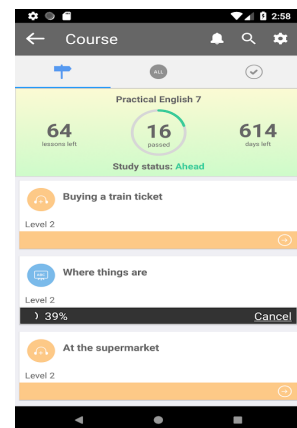 2:58
Course
ALL
Practical English 7
64
lessons left
16
passed
614
days left
Study status: Ahead
Buying a train ticket
Level 2
Where things are
Level 2
39%
Cancel
At the supermarket
Level 2